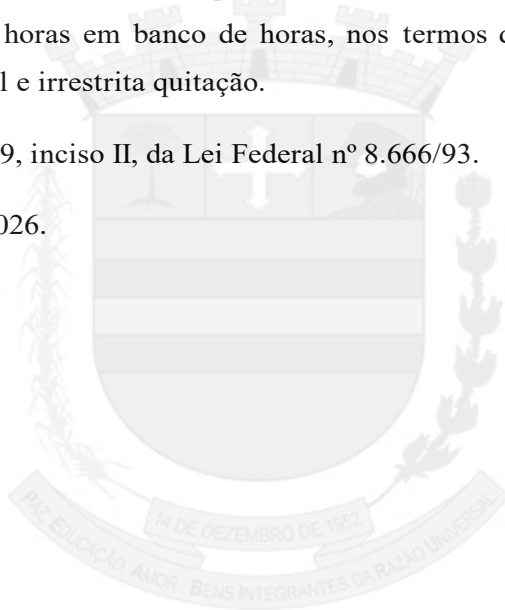 horas em banco de horas, nos termos
l e irrestrita quitação.
9, inciso II, da Lei Federal nº 8.666/93.
026.
14 DE DEZEMBRO DE 1952
PAZ, EDUCAÇÃO, AMOR : BENS INTEGRANTES DA RAZÃO UNIVERSAL